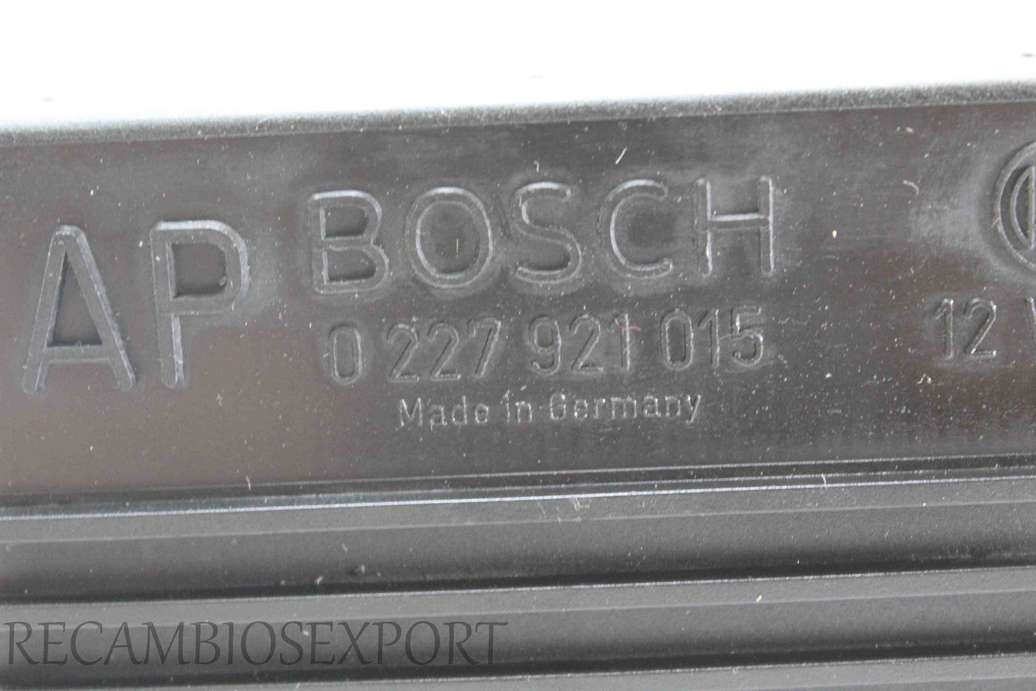 AP BOSCH
0 227 921 015
12 V
Made in Germany
RECAMBIOSEXPORT